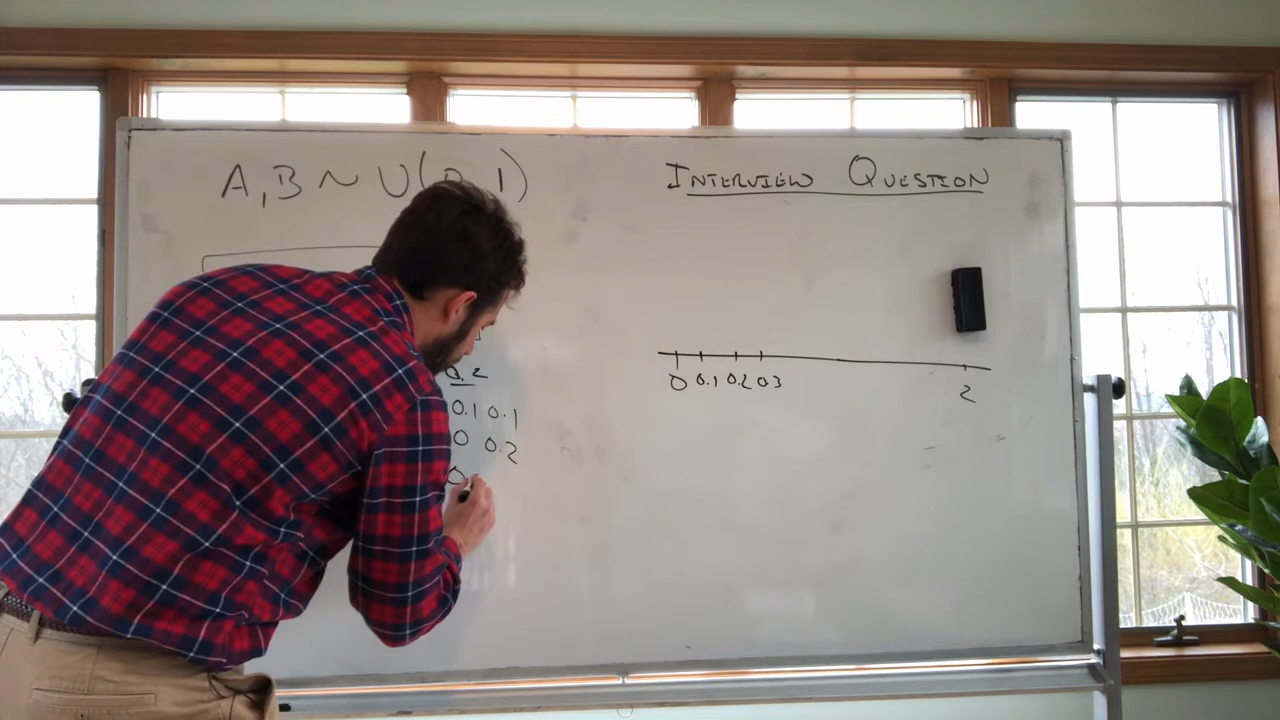 A,B ~ U(0,1)
INTERVIEW QUESTION
0.2
0.1 0.1
0 0.2
0 0.1 0.2 0.3 2